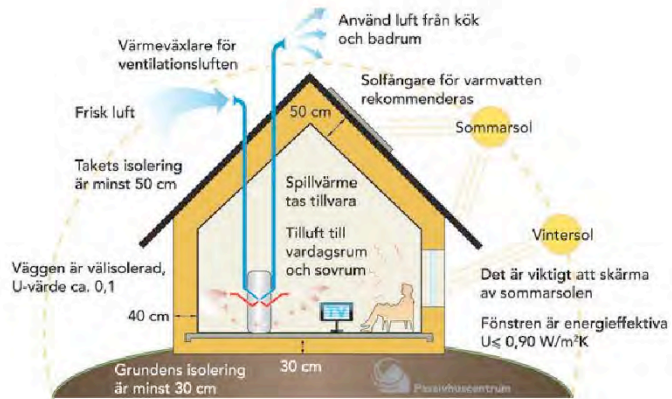 Använd luft från kök
och badrum
Värmeväxlare för
ventilationsluften
Solfångare för varmvatten
rekommenderas
Frisk luft
50 cm
Sommarsol
Takets isolering
är minst 50 cm
Spillvärme
tas tillvara
Tilluft till
vardagsrum
och sovrum
Vintersol
Väggen är välisolerad,
U-värde ca. 0,1
Det är viktigt att skärma
av sommarsolen
40 cm
TV
Fönstren är energieffektiva
U≤ 0,90 W/m²K
Grundens isolering
är minst 30 cm
30 cm
Passivhuscentrum